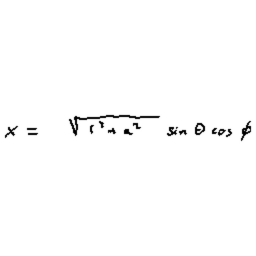 x = √(r² + a²) sin θ cos ϕ